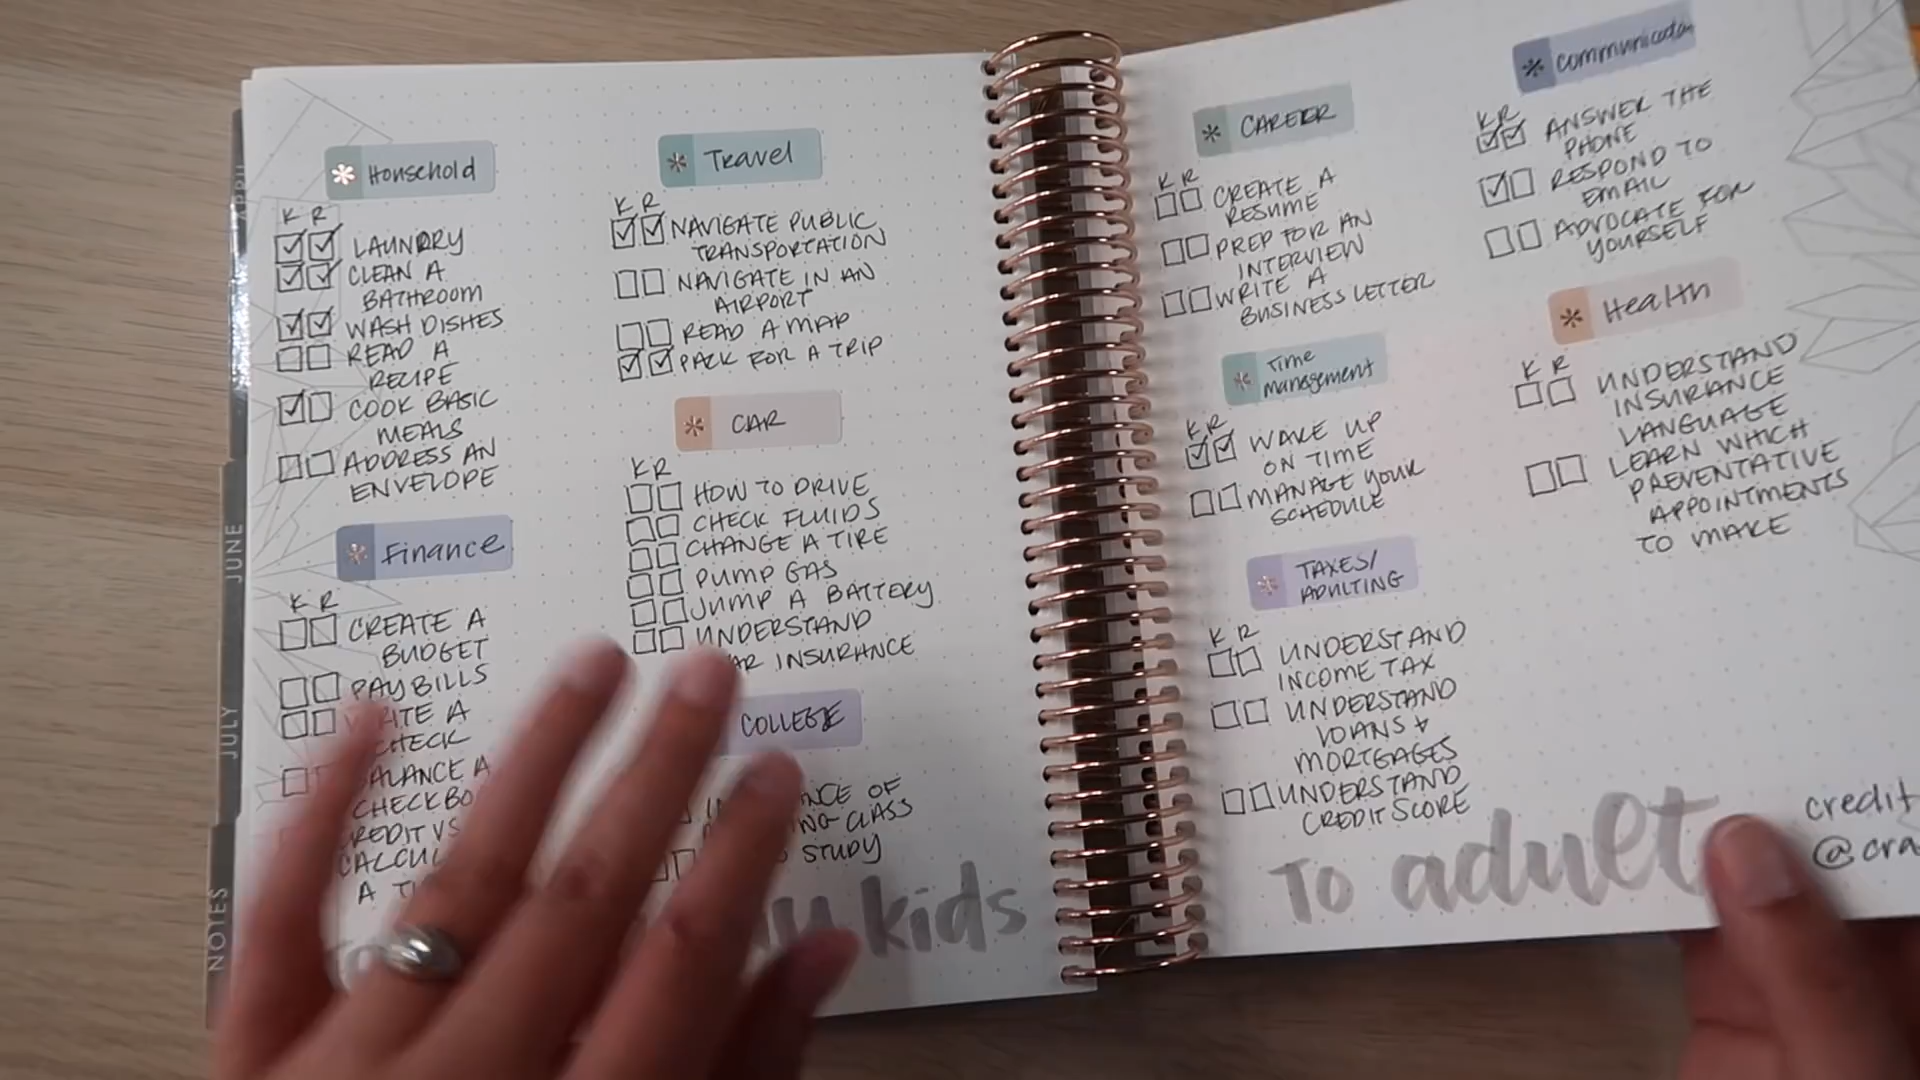 APRIL
JUNE
JULY
NOTES
* Household
K R
LAUNDRY
CLEAN A
BATHROOM
WASH DISHES
READ A
RECIPE
COOK BASIC
MEALS
ADDRESS AN
ENVELOPE
* Finance
K R
CREATE A
BUDGET
PAY BILLS
A
CHECK
A
CREDIT VS
A
* Travel
K R
NAVIGATE PUBLIC
TRANSPORTATION
NAVIGATE IN AN
AIRPORT
READ A MAP
PACK FOR A TRIP
* CAR
K R
HOW TO DRIVE
CHECK FLUIDS
CHANGE A TIRE
PUMP GAS
JUMP A BATTERY
UNDERSTAND
INSURANCE
COLLEGE
OF
CLASS
STUDY
kids
* CAREER
K R
CREATE A
RESUME
PREP FOR AN
INTERVIEW
WRITE A
BUSINESS LETTER
* Time
management
K R
WAKE UP
ON TIME
MANAGE YOUR
SCHEDULE
* TAXES/
ADULTING
K R
UNDERSTAND
INCOME TAX
UNDERSTAND
LOANS +
MORTGAGES
UNDERSTAND
CREDIT SCORE
To adult
* communication
K R
ANSWER THE
PHONE
RESPOND TO
EMAIL
ADVOCATE FOR
YOURSELF
* Health
K R
UNDERSTAND
INSURANCE
LANGUAGE
LEARN WHICH
PREVENTATIVE
APPOINTMENTS
TO MAKE
credit
@cra